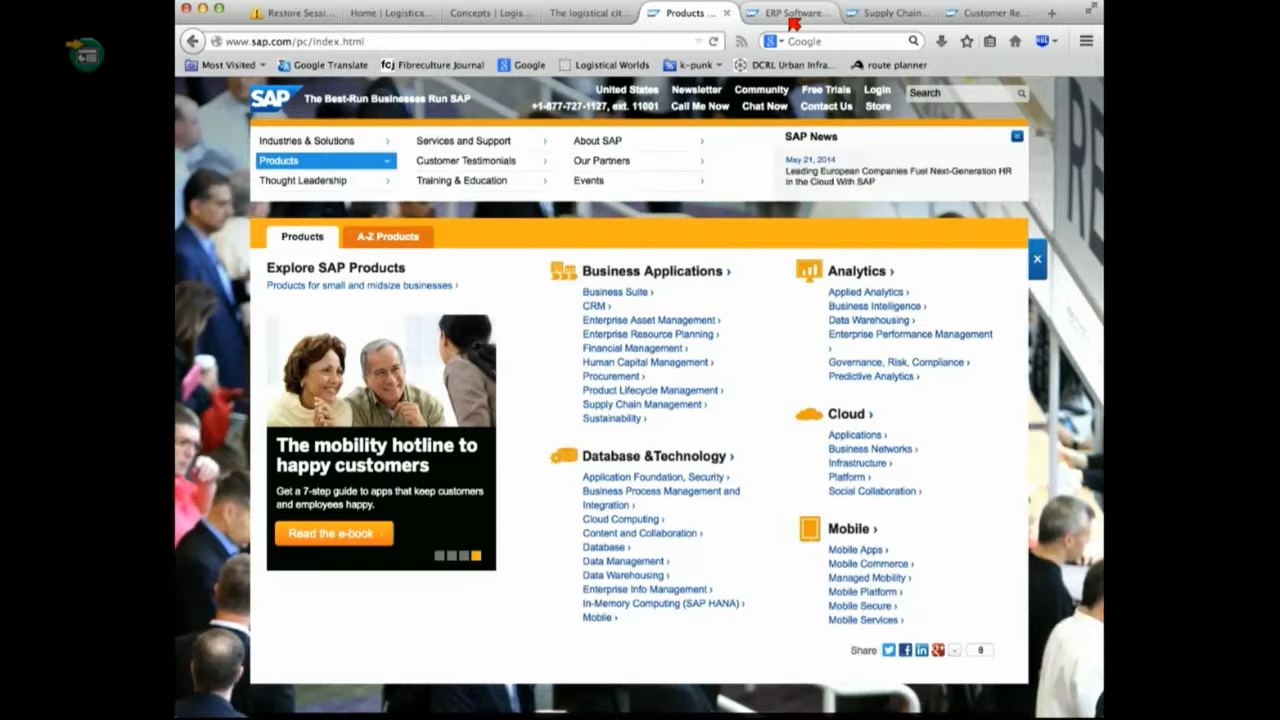 Restore Sessi...
Home | Logistica...
Concepts | Logis...
The logistical cit...
Products ...
ERP Software...
Supply Chain...
Customer Re...
www.sap.com/pc/index.html
Google
Most Visited
Google Translate
fcj Fibreculture Journal
Google
Logistical Worlds
k-punk
DCRL Urban Infra...
route planner
SAP
The Best-Run Businesses Run SAP
United States
Newsletter
Community
Free Trials
Login
Search
+1-877-727-1127, ext. 11001
Call Me Now
Chat Now
Contact Us
Store
Industries & Solutions ›
Services and Support ›
About SAP ›
SAP News
Products
Customer Testimonials ›
Our Partners ›
May 21, 2014
Leading European Companies Fuel Next-Generation HR
in the Cloud With SAP
Thought Leadership ›
Training & Education ›
Events ›
Products
A-Z Products
x
Explore SAP Products
Products for small and midsize businesses ›
The mobility hotline to
happy customers
Get a 7-step guide to apps that keep customers
and employees happy.
Read the e-book ›
Business Applications ›
Business Suite ›
CRM ›
Enterprise Asset Management ›
Enterprise Resource Planning ›
Financial Management ›
Human Capital Management ›
Procurement ›
Product Lifecycle Management ›
Supply Chain Management ›
Sustainability ›
Database &Technology ›
Application Foundation, Security ›
Business Process Management and
Integration ›
Cloud Computing ›
Content and Collaboration ›
Database ›
Data Management ›
Data Warehousing ›
Enterprise Info Management ›
In-Memory Computing (SAP HANA) ›
Mobile ›
Analytics ›
Applied Analytics ›
Business Intelligence ›
Data Warehousing ›
Enterprise Performance Management
›
Governance, Risk, Compliance ›
Predictive Analytics ›
Cloud ›
Applications ›
Business Networks ›
Infrastructure ›
Platform ›
Social Collaboration ›
Mobile ›
Mobile Apps ›
Mobile Commerce ›
Managed Mobility ›
Mobile Platform ›
Mobile Secure ›
Mobile Services ›
Share